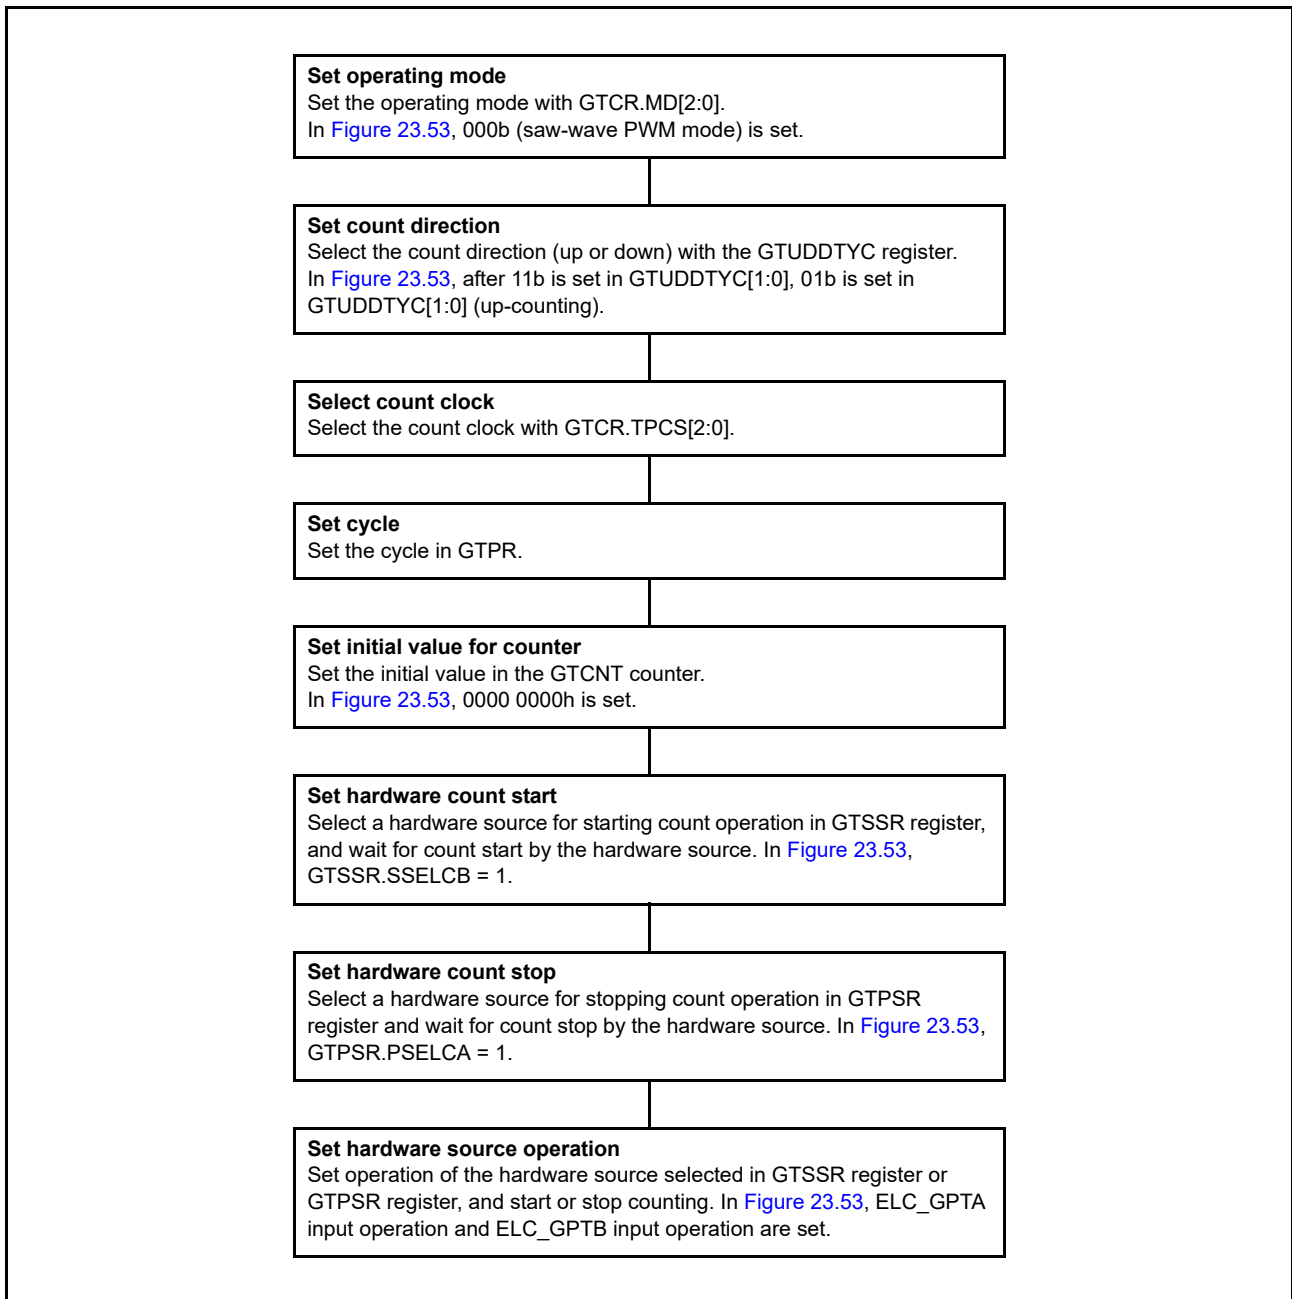 Set operating mode
Set the operating mode with GTCR.MD[2:0].
In Figure 23.53, 000b (saw-wave PWM mode) is set.
Set count direction
Select the count direction (up or down) with the GTUDDTYC register.
In Figure 23.53, after 11b is set in GTUDDTYC[1:0], 01b is set in
GTUDDTYC[1:0] (up-counting).
Select count clock
Select the count clock with GTCR.TPCS[2:0].
Set cycle
Set the cycle in GTPR.
Set initial value for counter
Set the initial value in the GTCNT counter.
In Figure 23.53, 0000 0000h is set.
Set hardware count start
Select a hardware source for starting count operation in GTSSR register,
and wait for count start by the hardware source. In Figure 23.53,
GTSSR.SSELCB = 1.
Set hardware count stop
Select a hardware source for stopping count operation in GTPSR
register and wait for count stop by the hardware source. In Figure 23.53,
GTPSR.PSELCA = 1.
Set hardware source operation
Set operation of the hardware source selected in GTSSR register or
GTPSR register, and start or stop counting. In Figure 23.53, ELC_GPTA
input operation and ELC_GPTB input operation are set.